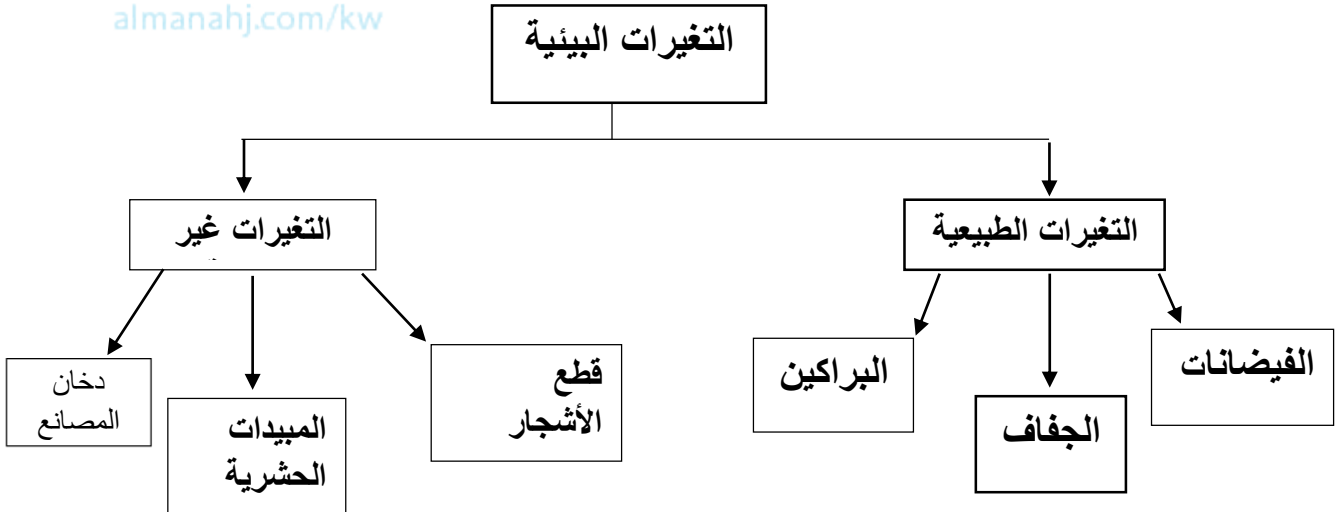 almanahj.com/kw
التغيرات البيئية
التغيرات الطبيعية
التغيرات غير
الفيضانات
الجفاف
البراكين
قطع
الأشجار
المبيدات
الحشرية
دخان
المصانع